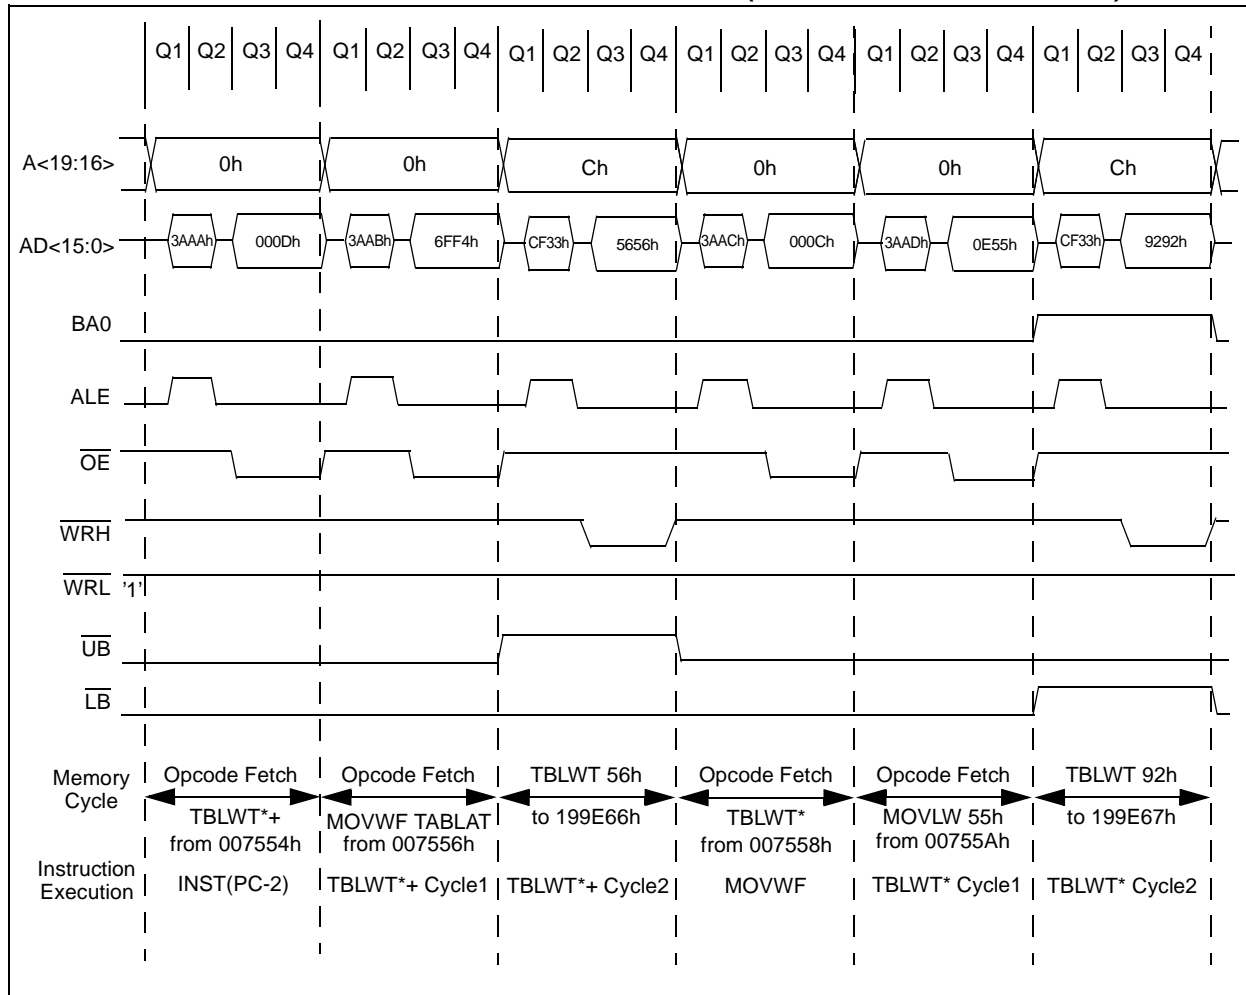 Q1 Q2 Q3 Q4 Q1 Q2 Q3 Q4 Q1 Q2 Q3 Q4 Q1 Q2 Q3 Q4 Q1 Q2 Q3 Q4 Q1 Q2 Q3 Q4
A<19:16> 0h 0h Ch 0h 0h Ch
AD<15:0> 3AAAh 000Dh 3AABh 6FF4h CF33h 5656h 3AACh 000Ch 3AADh 0E55h CF33h 9292h
BA0
ALE
OE
WRH
WRL '1'
UB
LB
Memory Cycle
Opcode Fetch
TBLWT*+
from 007554h
Opcode Fetch
MOVWF TABLAT
from 007556h
TBLWT 56h
to 199E66h
Opcode Fetch
TBLWT*
from 007558h
Opcode Fetch
MOVLW 55h
from 00755Ah
TBLWT 92h
to 199E67h
Instruction Execution
INST(PC-2)
TBLWT*+ Cycle1
TBLWT*+ Cycle2
MOVWF
TBLWT* Cycle1
TBLWT* Cycle2